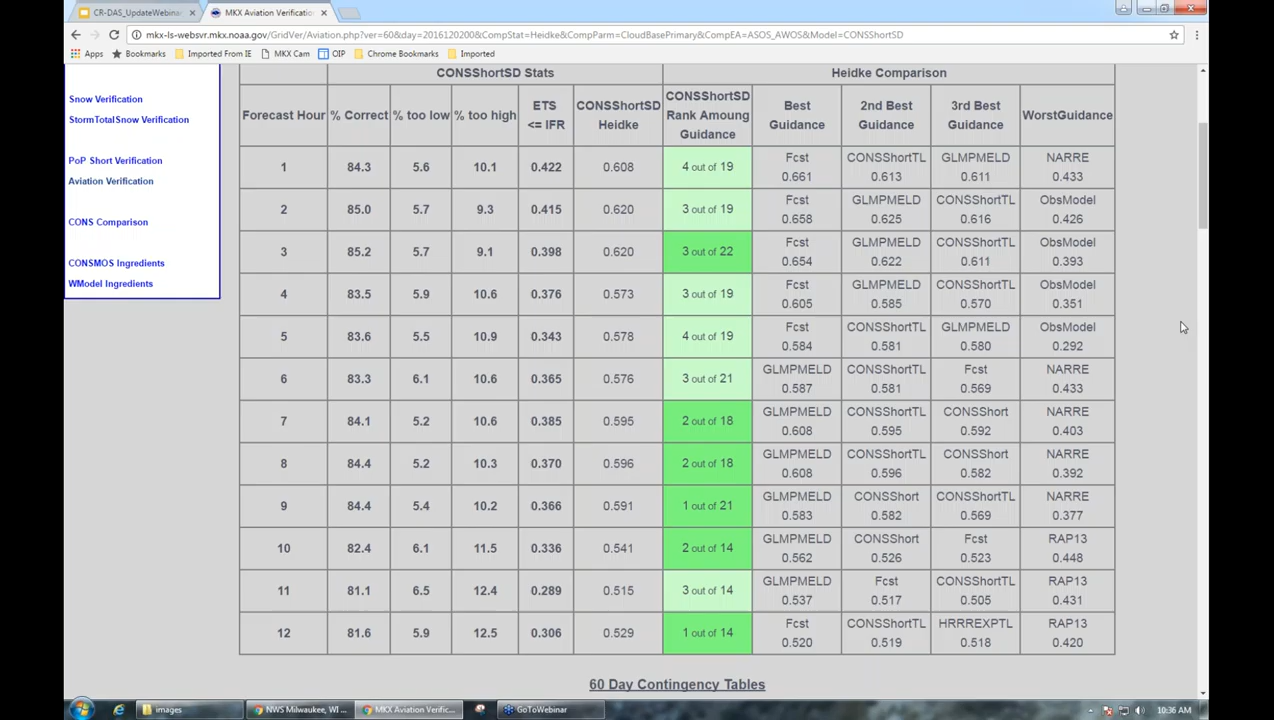 CR-DAS_UpdateWebinar ×
MKX Aviation Verification ×
mkx-ls-websvr.mkx.noaa.gov/GridVer/Aviation.php?ver=60&day=2016120200&CompStat=Heidke&CompParm=CloudBasePrimary&CompEA=ASOS_AWOS&Model=CONSShortSD
Apps Bookmarks Imported From IE MKX Cam OIP Chrome Bookmarks Imported
Snow Verification
StormTotalSnow Verification
PoP Short Verification
Aviation Verification
CONS Comparison
CONSMOS Ingredients
WModel Ingredients
CONSShortSD Stats Heidke Comparison
Forecast Hour % Correct % too low % too high ETS <= IFR CONSShortSD Heidke CONSShortSD Rank Amoung Guidance Best Guidance 2nd Best Guidance 3rd Best Guidance WorstGuidance
1 84.3 5.6 10.1 0.422 0.608 4 out of 19 Fcst 0.661 CONSShortTL 0.613 GLMPMELD 0.611 NARRE 0.433
2 85.0 5.7 9.3 0.415 0.620 3 out of 19 Fcst 0.658 GLMPMELD 0.625 CONSShortTL 0.616 ObsModel 0.426
3 85.2 5.7 9.1 0.398 0.620 3 out of 22 Fcst 0.654 GLMPMELD 0.622 CONSShortTL 0.611 ObsModel 0.393
4 83.5 5.9 10.6 0.376 0.573 3 out of 19 Fcst 0.605 GLMPMELD 0.585 CONSShortTL 0.570 ObsModel 0.351
5 83.6 5.5 10.9 0.343 0.578 4 out of 19 Fcst 0.584 CONSShortTL 0.581 GLMPMELD 0.580 ObsModel 0.292
6 83.3 6.1 10.6 0.365 0.576 3 out of 21 GLMPMELD 0.587 CONSShortTL 0.581 Fcst 0.569 NARRE 0.433
7 84.1 5.2 10.6 0.385 0.595 2 out of 18 GLMPMELD 0.608 CONSShortTL 0.595 CONSShort 0.592 NARRE 0.403
8 84.4 5.2 10.3 0.370 0.596 2 out of 18 GLMPMELD 0.608 CONSShortTL 0.596 CONSShort 0.582 NARRE 0.392
9 84.4 5.4 10.2 0.366 0.591 1 out of 21 GLMPMELD 0.583 CONSShort 0.582 CONSShortTL 0.569 NARRE 0.377
10 82.4 6.1 11.5 0.336 0.541 2 out of 14 GLMPMELD 0.562 CONSShort 0.526 Fcst 0.523 RAP13 0.448
11 81.1 6.5 12.4 0.289 0.515 3 out of 14 GLMPMELD 0.537 Fcst 0.517 CONSShortTL 0.505 RAP13 0.431
12 81.6 5.9 12.5 0.306 0.529 1 out of 14 Fcst 0.520 CONSShortTL 0.519 HRRREXPTL 0.518 RAP13 0.420
60 Day Contingency Tables
images NWS Milwaukee, WI ... MKX Aviation Verific... GoToWebinar 10:36 AM